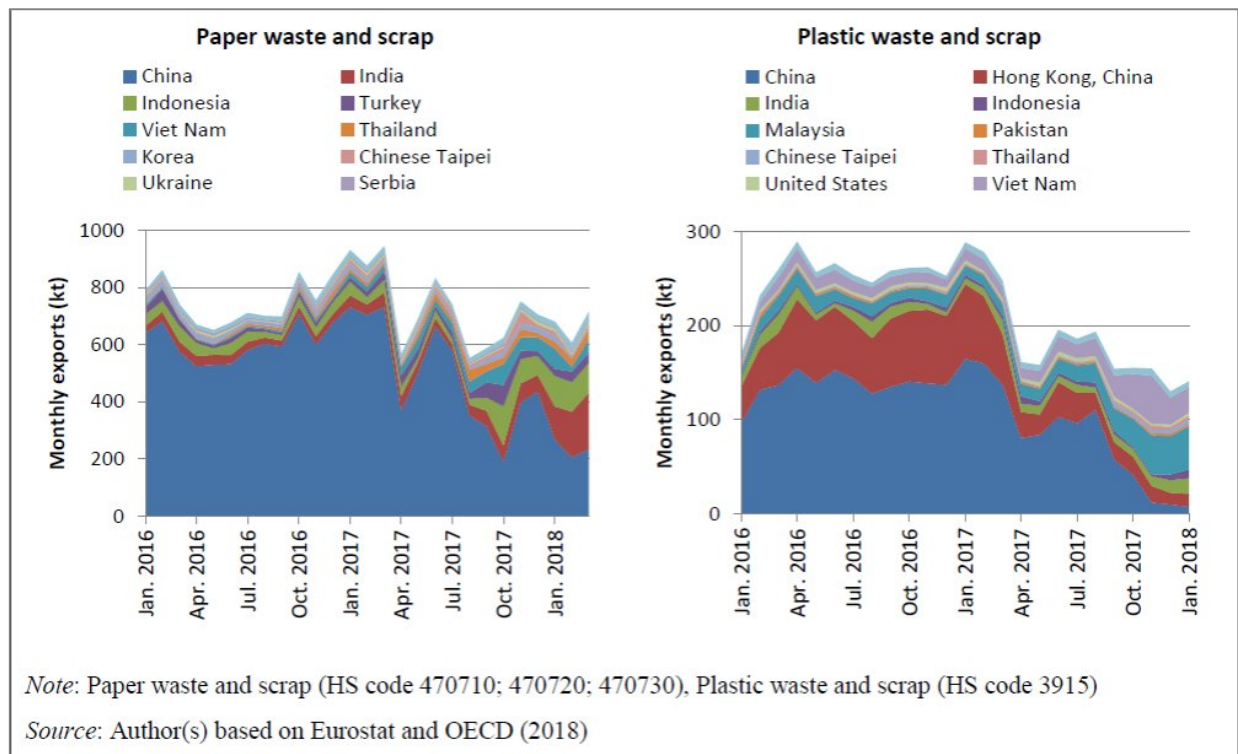 Paper waste and scrap
China
India
Indonesia
Turkey
Viet Nam
Thailand
Korea
Chinese Taipei
Ukraine
Serbia
Monthly exports (kt)
1000
800
600
400
200
0
Jan. 2016
Apr. 2016
Jul. 2016
Oct. 2016
Jan. 2017
Apr. 2017
Jul. 2017
Oct. 2017
Jan. 2018
Plastic waste and scrap
China
Hong Kong, China
India
Indonesia
Malaysia
Pakistan
Chinese Taipei
Thailand
United States
Viet Nam
Monthly exports (kt)
300
200
100
0
Jan. 2016
Apr. 2016
Jul. 2016
Oct. 2016
Jan. 2017
Apr. 2017
Jul. 2017
Oct. 2017
Jan. 2018
Note: Paper waste and scrap (HS code 470710; 470720; 470730), Plastic waste and scrap (HS code 3915)
Source: Author(s) based on Eurostat and OECD (2018)